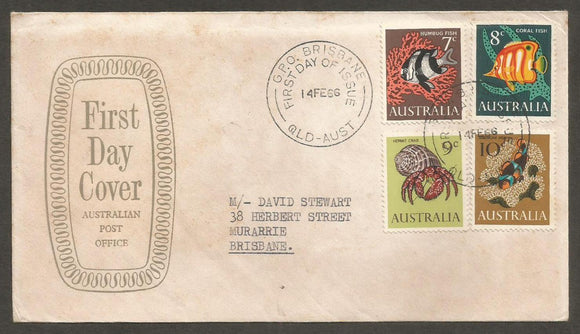 First
Day
Cover
AUSTRALIAN
POST
OFFICE
G.P.O. BRISBANE
FIRST DAY OF ISSUE
14FE66
QLD-AUST
HUMBUG FISH
7c
AUSTRALIA
CORAL FISH
8c
AUSTRALIA
HERMIT CRAB
9c
AUSTRALIA
10c
AUSTRALIA
14FE66
M/- DAVID STEWART
38 HERBERT STREET
MURARRIE
BRISBANE.